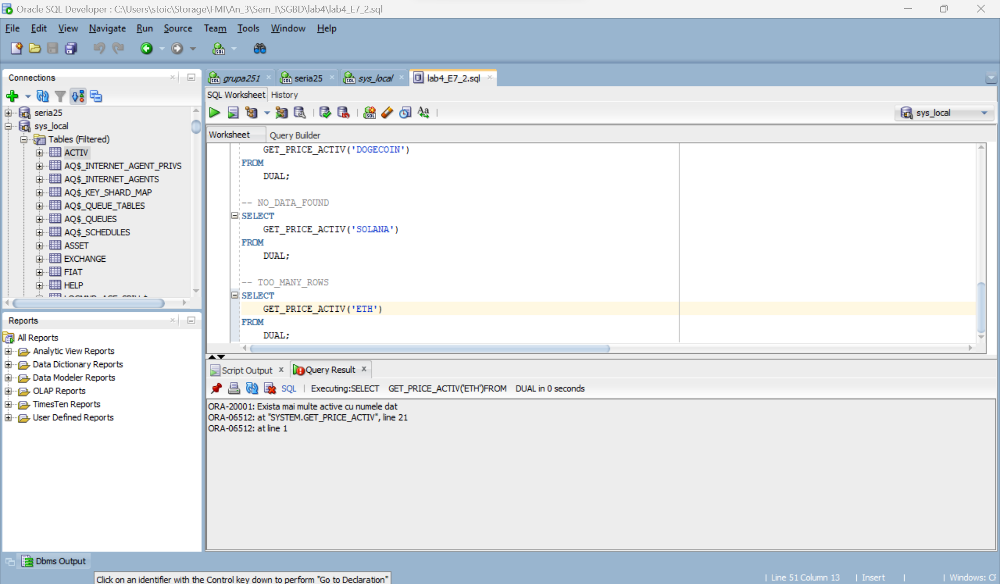 Oracle SQL Developer : C:\Users\stoic\Storage\FMI\An_3\Sem_I\SGBD\lab4\lab4_E7_2.sql
File Edit View Navigate Run Source Team Tools Window Help
Connections
seria25
sys_local
Tables (Filtered)
ACTIV
AQ$_INTERNET_AGENT_PRIVS
AQ$_INTERNET_AGENTS
AQ$_KEY_SHARD_MAP
AQ$_QUEUE_TABLES
AQ$_QUEUES
AQ$_SCHEDULES
ASSET
EXCHANGE
FIAT
HELP
Reports
All Reports
Analytic View Reports
Data Dictionary Reports
Data Modeler Reports
OLAP Reports
TimesTen Reports
User Defined Reports
grupa251 seria25 sys_local lab4_E7_2.sql
SQL Worksheet History
sys_local
Worksheet Query Builder
GET_PRICE_ACTIV('DOGECOIN')
FROM
DUAL;
-- NO_DATA_FOUND
SELECT
GET_PRICE_ACTIV('SOLANA')
FROM
DUAL;
-- TOO_MANY_ROWS
SELECT
GET_PRICE_ACTIV('ETH')
FROM
DUAL;
Script Output x Query Result x
SQL | Executing:SELECT GET_PRICE_ACTIV('ETH')FROM DUAL in 0 seconds
ORA-20001: Exista mai multe active cu numele dat
ORA-06512: at "SYSTEM.GET_PRICE_ACTIV", line 21
ORA-06512: at line 1
Dbms Output
Click on an identifier with the Control key down to perform "Go to Declaration"
| Line 51 Column 13 | Insert | | Windows: